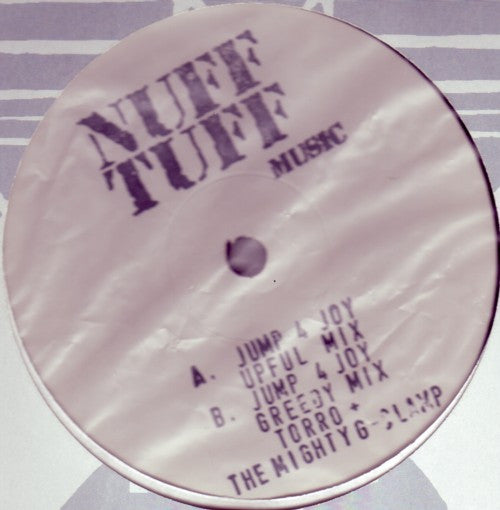 NUFF
TUFF
MUSIC
A. JUMP 4 JOY
UPFUL MIX
B. JUMP 4 JOY
GREEDY MIX
TORRO +
THE MIGHTY G-CLAMP